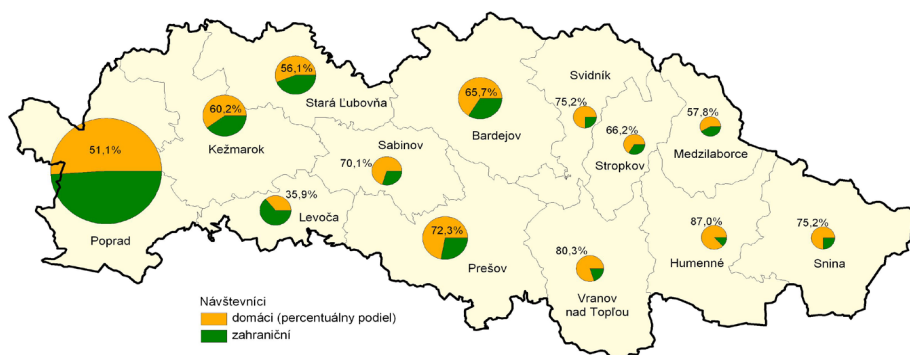 56,1%
Stará Ľubovňa
60,2%
Kežmarok
51,1%
Poprad
65,7%
Bardejov
Svidník
75,2%
66,2%
Stropkov
57,8%
Medzilaborce
Sabinov
70,1%
35,9%
Levoča
72,3%
Prešov
80,3%
Vranov
nad Topľou
87,0%
Humenné
75,2%
Snina
Návštevníci
domáci (percentuálny podiel)
zahraniční